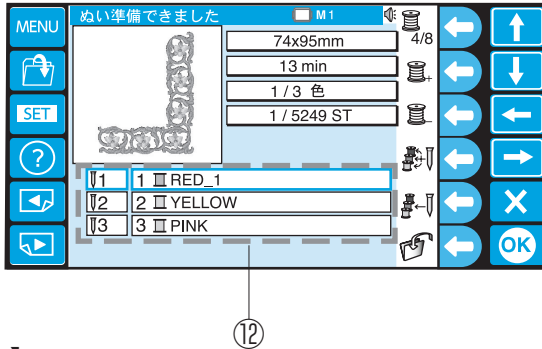 MENU
ぬい準備できました
M1
4/8
74x95mm
13 min
1/3 色
SET
1/5249 ST
?
1 1 RED_1
2 2 YELLOW
3 3 PINK
OK
⑫